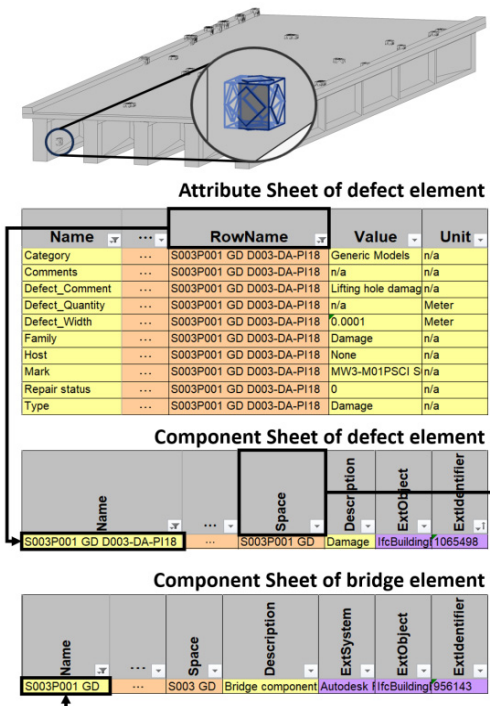 Attribute Sheet of defect element
Name ... RowName Value Unit
Category ... S003P001 GD D003-DA-PI18 Generic Models n/a
Comments ... S003P001 GD D003-DA-PI18 n/a n/a
Defect_Comment ... S003P001 GD D003-DA-PI18 Lifting hole damag n/a
Defect_Quantity ... S003P001 GD D003-DA-PI18 n/a Meter
Defect_Width ... S003P001 GD D003-DA-PI18 0.0001 Meter
Family ... S003P001 GD D003-DA-PI18 Damage n/a
Host ... S003P001 GD D003-DA-PI18 None n/a
Mark ... S003P001 GD D003-DA-PI18 MW3-M01PSCI n/a
Repair status ... S003P001 GD D003-DA-PI18 0 n/a
Type ... S003P001 GD D003-DA-PI18 Damage n/a
Component Sheet of defect element
Name ... Space Description ExtObject ExtIdentifier
S003P001 GD D003-DA-PI18 ... S003P001 GD Damage IfcBuilding 1065498
Component Sheet of bridge element
Name ... Space Description ExtSystem ExtObject ExtIdentifier
S003P001 GD ... S003 GD Bridge component Autodesk IfcBuilding 956143